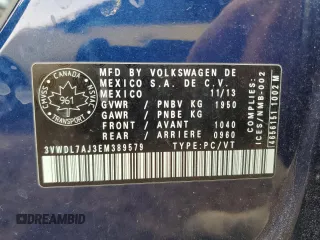 CANADA
CMVSS
NSVAC
961
TRANSPORT
MFD. BY VOLKSWAGEN DE
MEXICO S.A. DE C.V.
MEXICO 11/13
GVWR / PNBV KG 1950
GAWR / PNBE KG
FRONT / AVANT 1040
REAR / ARRIERE 0960
3VWDL7AJ3EM389579 TYPE:PC/VT
COMPLIES:
ICES/NMB-002
DREAMBID